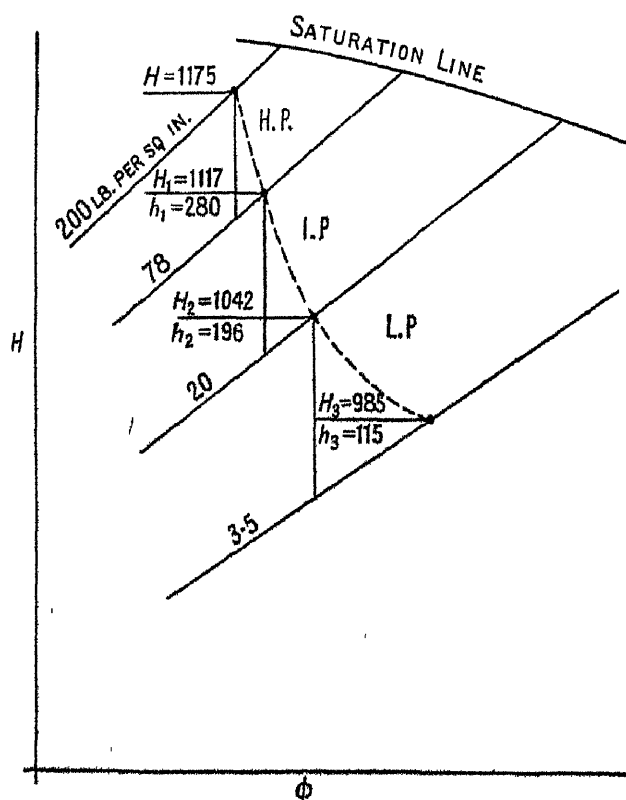 SATURATION LINE
H=1175
H.P.
200 LB. PER SQ IN.
H₁=1117
h₁=280
I.P
78
H₂=1042
h₂=196
L.P
H
20
H₃=985
h₃=115
3·5
Φ